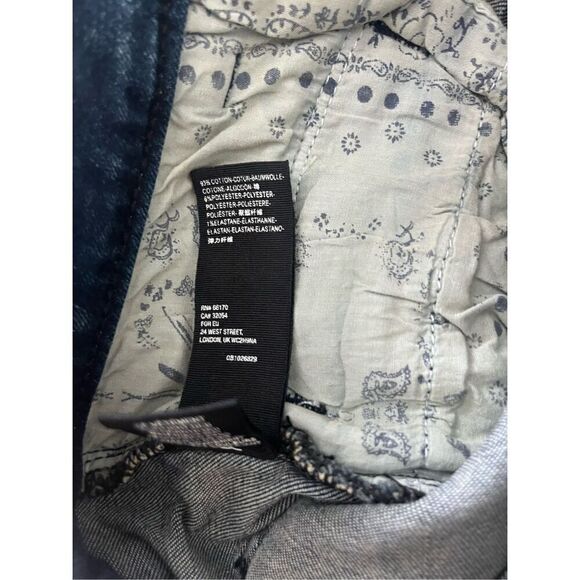 93% COTTON-COTON-BAUMWOLLE-
COTONE-ALGODÓN-棉
6%POLYESTER-POLYESTER-
POLYESTER-POLIESTERE-
POLIÉSTER-聚酯纤维
1%ELASTANE-ELASTHANNE-
ELASTAN-ELASTAN-ELASTANO-
弹力纤维
RN# 66170
CA# 32054
FOR EU
24 WEST STREET,
LONDON, UK WC2H9NA
CB1026829